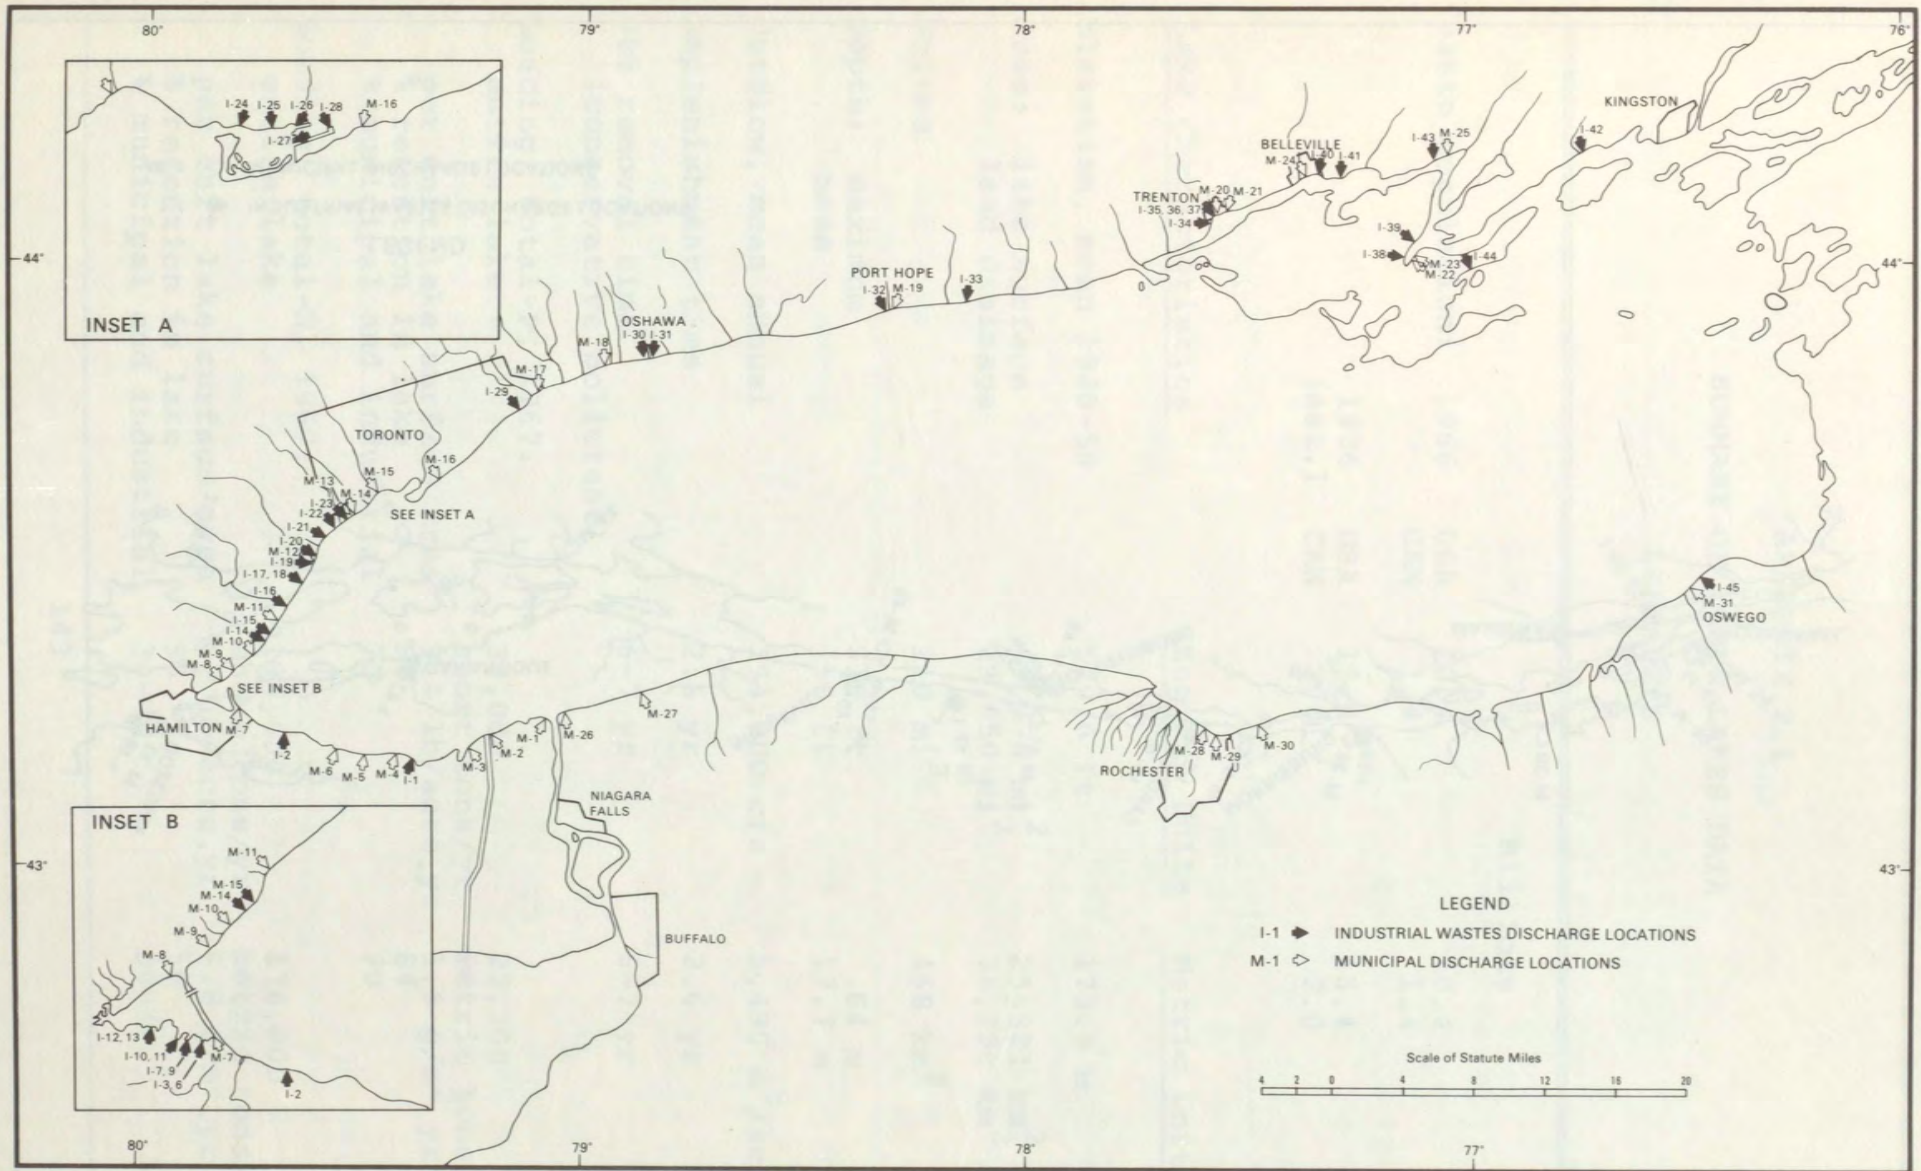 80°
79°
78°
77°
76°
I-24
I-25
I-26
I-28
M-16
I-27
INSET A
KINGSTON
I-42
I-43
M-25
BELLEVILLE
M-24
I-40
I-41
TRENTON
M-20
M-21
I-35, 36, 37
I-34
I-39
I-38
M-23
M-22
I-44
44°
44°
PORT HOPE
I-32
M-19
I-33
OSHAWA
I-30
I-31
M-18
M-17
I-29
TORONTO
M-16
M-15
M-13
M-14
I-23
I-22
SEE INSET A
I-21
I-20
M-12
I-19
I-17, 18
I-16
M-11
I-15
I-14
M-10
M-9
M-8
SEE INSET B
HAMILTON
M-7
I-2
M-6
M-5
M-4
I-1
M-3
M-2
M-1
M-26
M-27
M-28
M-29
M-30
ROCHESTER
I-45
M-31
OSWEGO
NIAGARA
FALLS
BUFFALO
43°
43°
INSET B
M-11
M-15
M-14
M-10
M-9
M-8
I-12, 13
I-10, 11
I-7, 9
I-3, 6
M-7
I-2
LEGEND
I-1 INDUSTRIAL WASTES DISCHARGE LOCATIONS
M-1 MUNICIPAL DISCHARGE LOCATIONS
Scale of Statute Miles
4 2 0 4 8 12 16 20
80°
79°
78°
77°